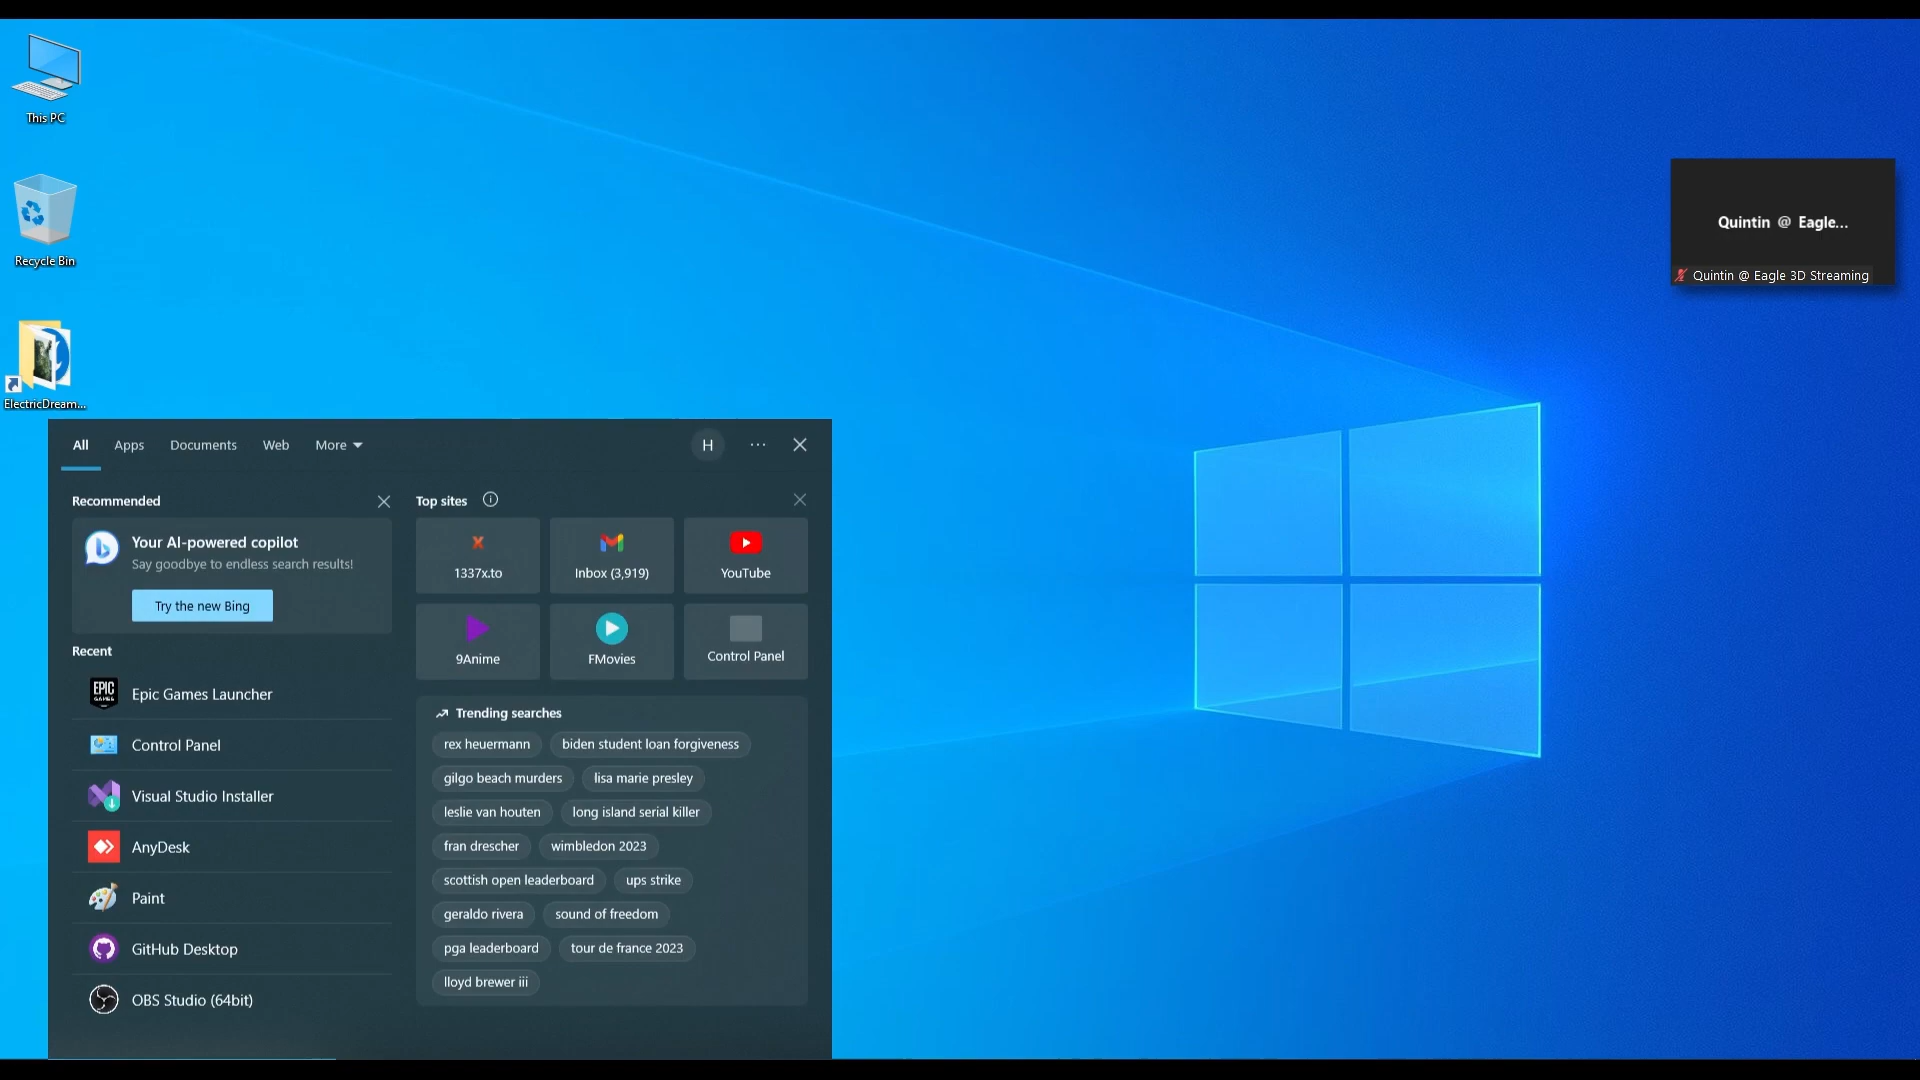 This PC
Recycle Bin
ElectricDream...
Quintin @ Eagle...
Quintin @ Eagle 3D Streaming
All Apps Documents Web More H ...
Recommended
Your AI-powered copilot
Say goodbye to endless search results!
Try the new Bing
Recent
EPIC
GAMES
Epic Games Launcher
Control Panel
Visual Studio Installer
AnyDesk
Paint
GitHub Desktop
OBS Studio (64bit)
Top sites
X
1337x.to
Inbox (3,919)
YouTube
9Anime
FMovies
Control Panel
Trending searches
rex heuermann
biden student loan forgiveness
gilgo beach murders
lisa marie presley
leslie van houten
long island serial killer
fran drescher
wimbledon 2023
scottish open leaderboard
ups strike
geraldo rivera
sound of freedom
pga leaderboard
tour de france 2023
lloyd brewer iii